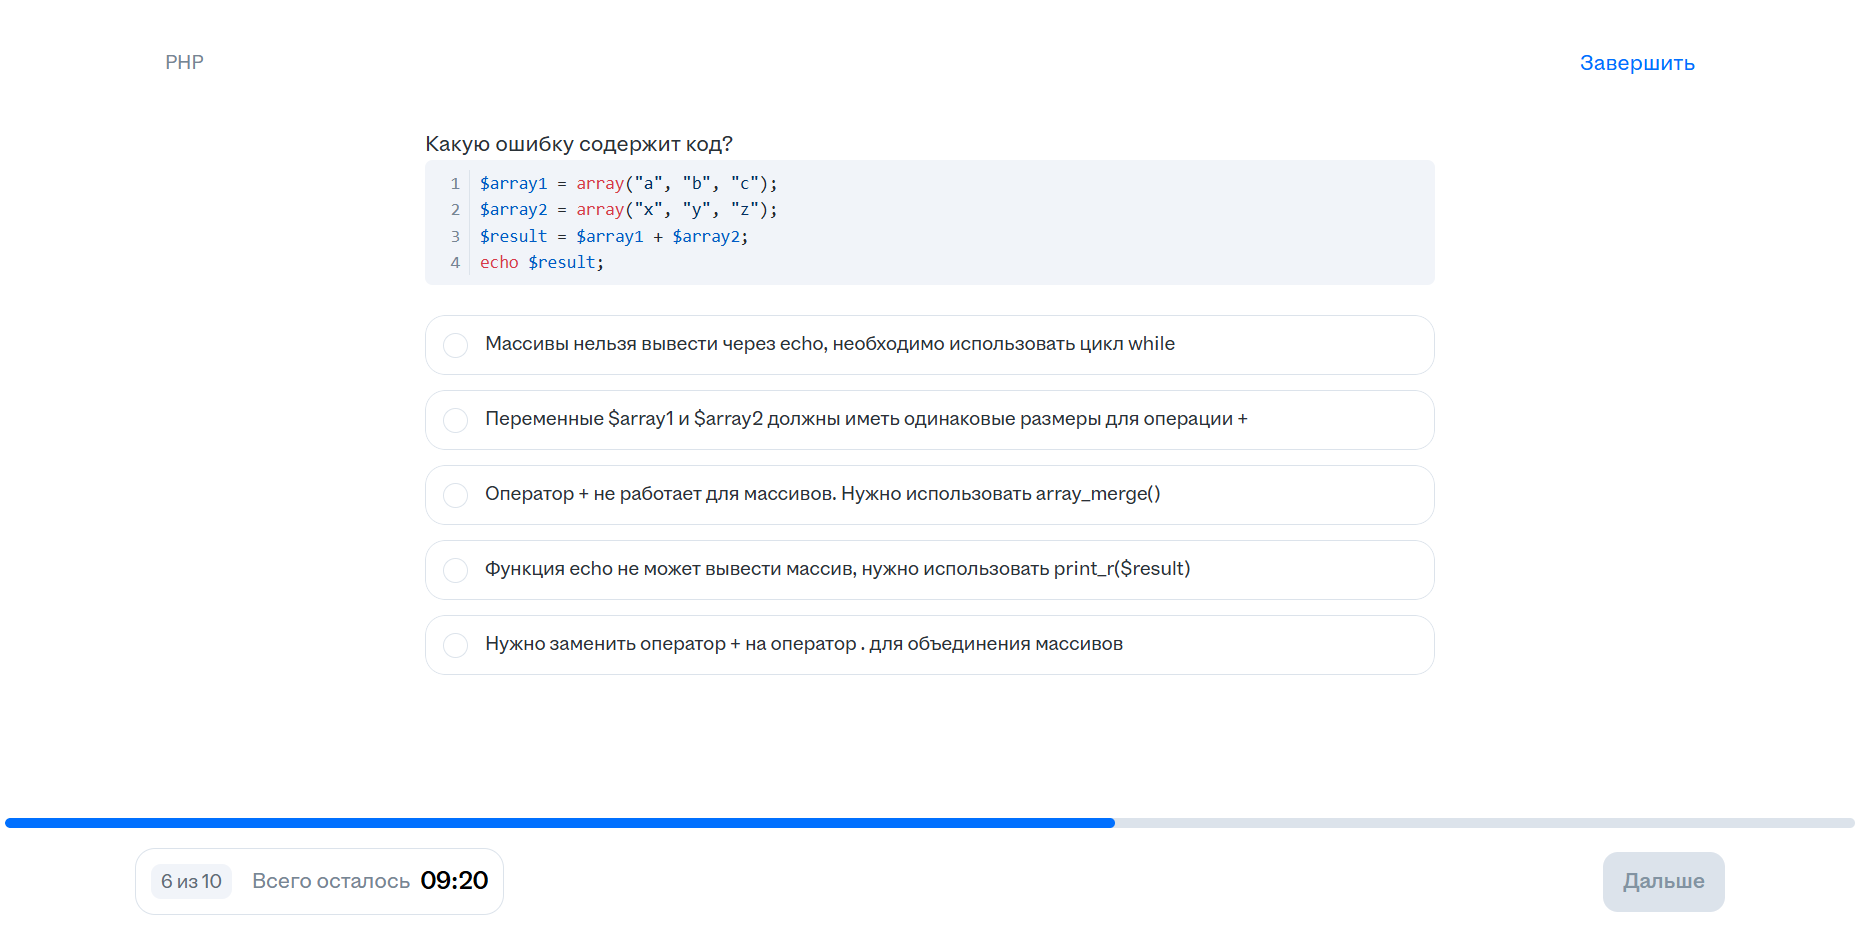 PHP
Завершить
Какую ошибку содержит код?
1 $array1 = array("a", "b", "c");
2 $array2 = array("x", "y", "z");
3 $result = $array1 + $array2;
4 echo $result;
Массивы нельзя вывести через echo, необходимо использовать цикл while
Переменные $array1 и $array2 должны иметь одинаковые размеры для операции +
Оператор + не работает для массивов. Нужно использовать array_merge()
Функция echo не может вывести массив, нужно использовать print_r($result)
Нужно заменить оператор + на оператор . для объединения массивов
6 из 10 Всего осталось 09:20
Дальше